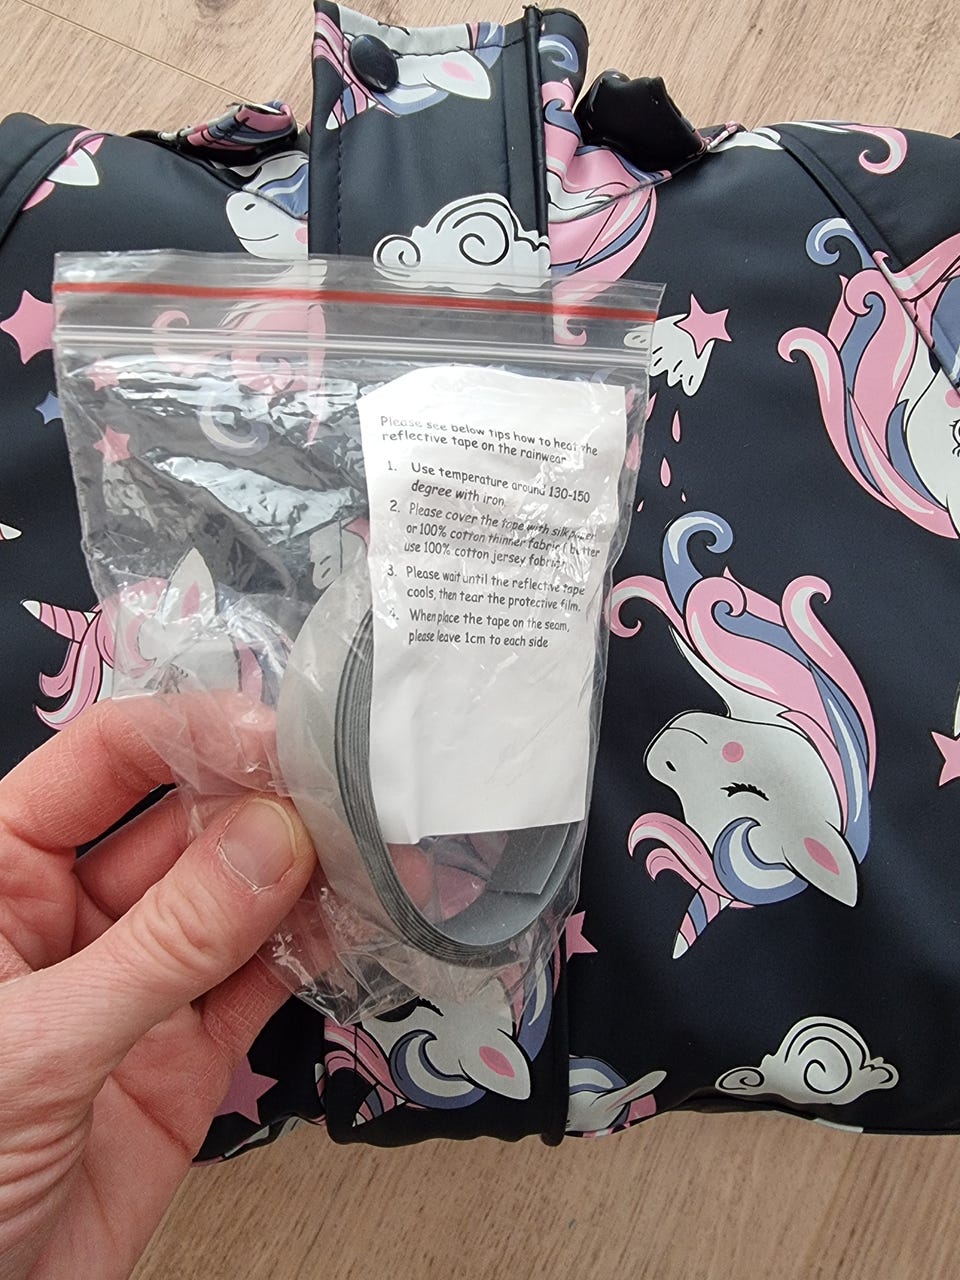 Please see below tips how to heat the
reflective tape on the rainwear
1. Use temperature around 130-150
degree with iron.
2. Please cover the tape with silk paper
or 100% cotton thinner fabric( better
use 100% cotton jersey fabric
3. Please wait until the reflective tape
cools, then tear the protective film.
4. When place the tape on the seam,
please leave 1cm to each side